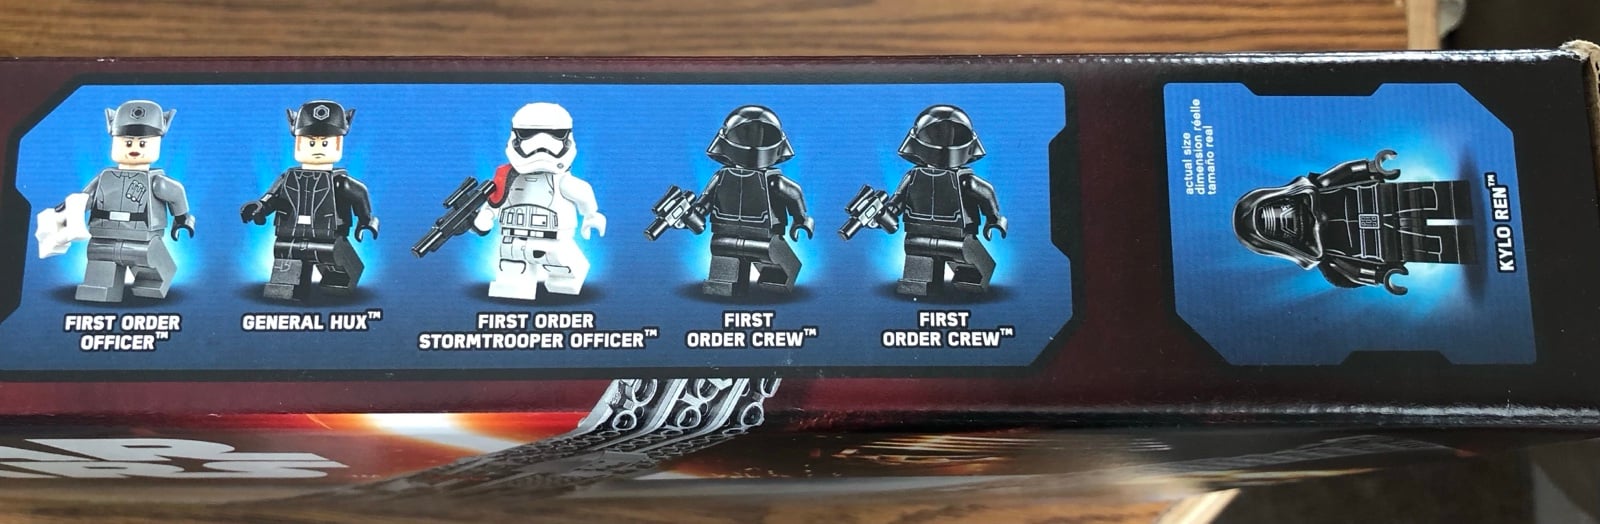 FIRST ORDER
OFFICER™
GENERAL HUX™
FIRST ORDER
STORMTROOPER OFFICER™
FIRST
ORDER CREW™
FIRST
ORDER CREW™
actual size
dimension réelle
tamaño real
KYLO REN™